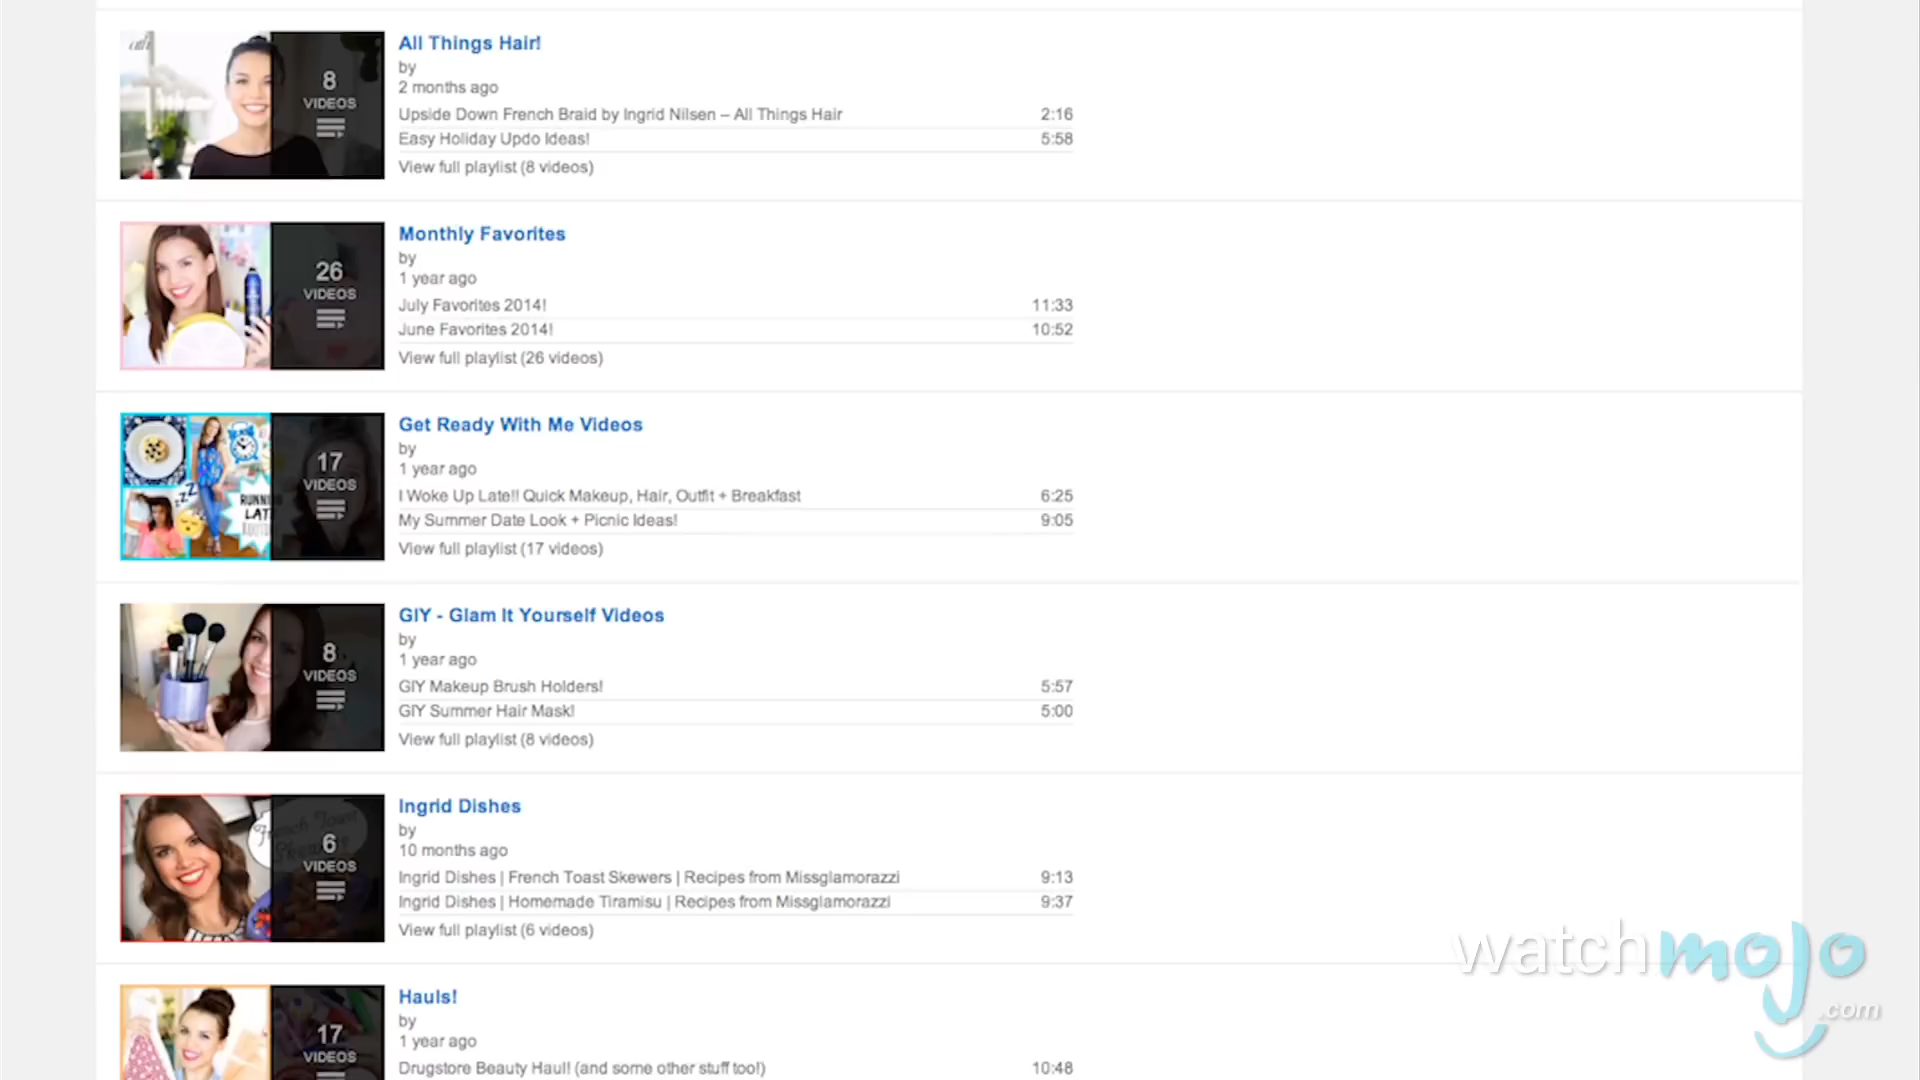 All Things Hair!
by
2 months ago
8
VIDEOS
Upside Down French Braid by Ingrid Nilsen – All Things Hair 2:16
Easy Holiday Updo Ideas! 5:58
View full playlist (8 videos)
Monthly Favorites
by
1 year ago
26
VIDEOS
July Favorites 2014! 11:33
June Favorites 2014! 10:52
View full playlist (26 videos)
Get Ready With Me Videos
by
1 year ago
17
VIDEOS
I Woke Up Late!! Quick Makeup, Hair, Outfit + Breakfast 6:25
My Summer Date Look + Picnic Ideas! 9:05
View full playlist (17 videos)
GIY - Glam It Yourself Videos
by
1 year ago
8
VIDEOS
GIY Makeup Brush Holders! 5:57
GIY Summer Hair Mask! 5:00
View full playlist (8 videos)
Ingrid Dishes
by
10 months ago
6
VIDEOS
Ingrid Dishes | French Toast Skewers | Recipes from Missglamorazzi 9:13
Ingrid Dishes | Homemade Tiramisu | Recipes from Missglamorazzi 9:37
View full playlist (6 videos)
watchmojo
.com
Hauls!
by
1 year ago
17
VIDEOS
Drugstore Beauty Haul! (and some other stuff too!) 10:48